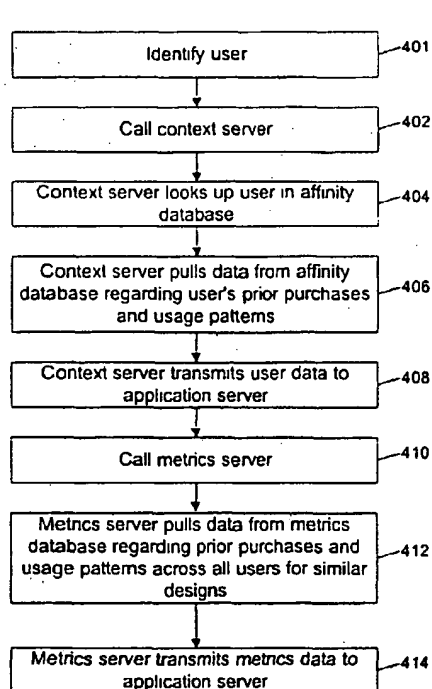 Identify user
401
Call context server
402
Context server looks up user in affinity
database
404
Context server pulls data from affinity
database regarding user's prior purchases
and usage patterns
406
Context server transmits user data to
application server
408
Call metrics server
410
Metrics server pulls data from metrics
database regarding prior purchases and
usage patterns across all users for similar
designs
412
Metrics server transmits metrics data to
application server
414